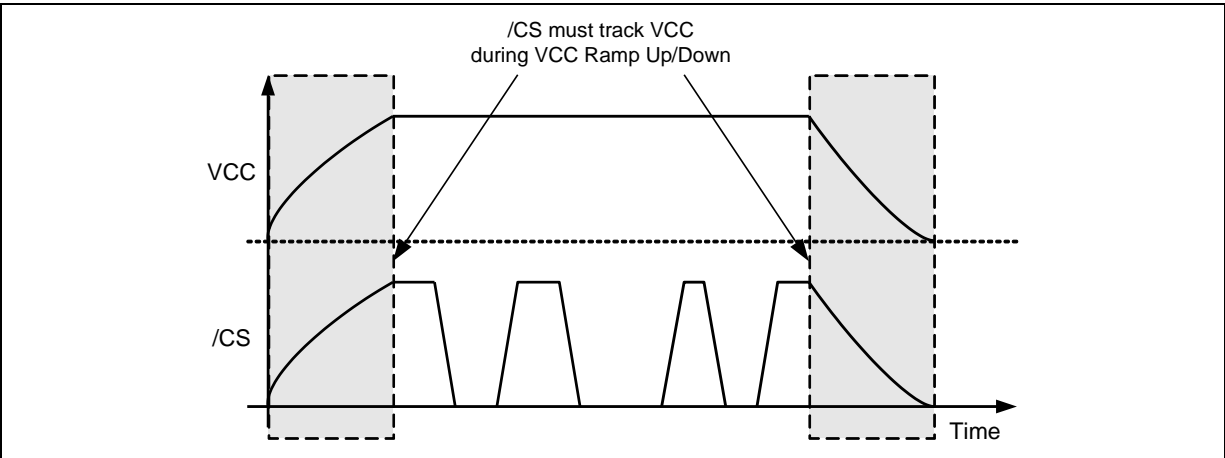 /CS must track VCC
during VCC Ramp Up/Down
VCC
/CS
Time